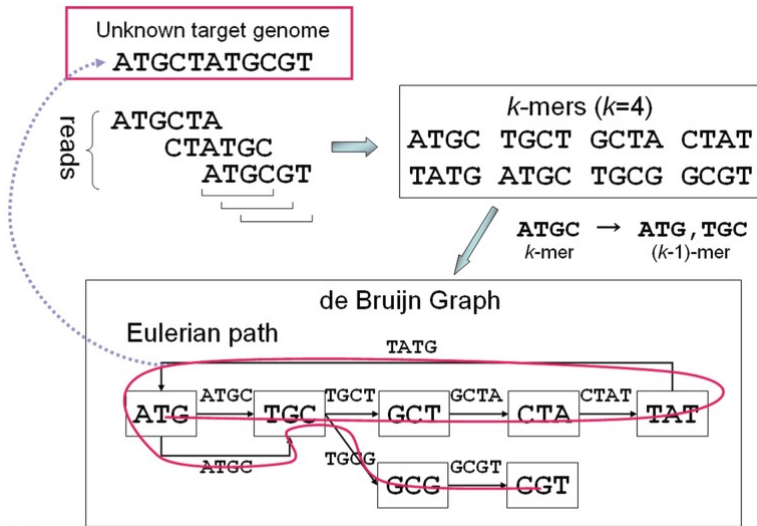 Unknown target genome
ATGCTATGCGT
reads
ATGCTA
CTATGC
ATGCGT
k-mers (k=4)
ATGC TGCT GCTA CTAT
TATG ATGC TGCG GCGT
ATGC → ATG,TGC
k-mer (k-1)-mer
de Bruijn Graph
Eulerian path
TATG
ATGC TGCT GCTA CTAT
ATG TGC GCT CTA TAT
ATGC TGCG GCGT
GCG CGT